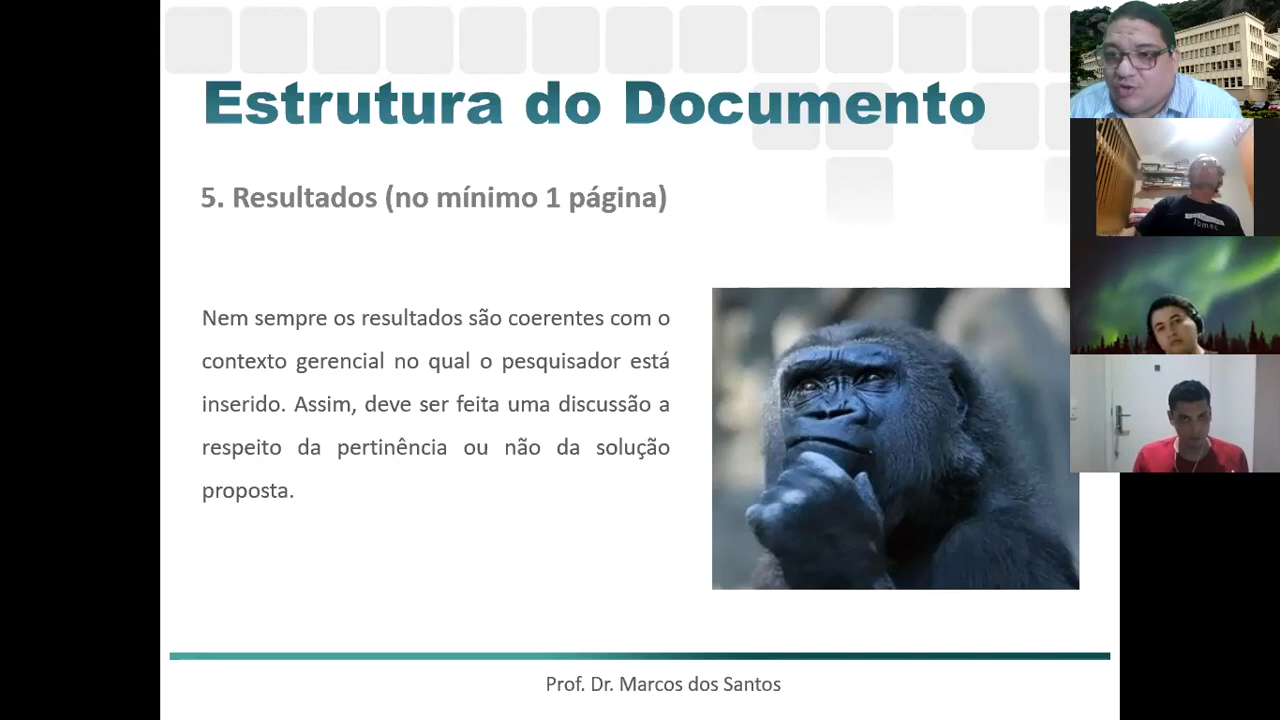 Estrutura do Documento
5. Resultados (no mínimo 1 página)
Nem sempre os resultados são coerentes com o
contexto gerencial no qual o pesquisador está
inserido. Assim, deve ser feita uma discussão a
respeito da pertinência ou não da solução
proposta.
Ibmec
Prof. Dr. Marcos dos Santos